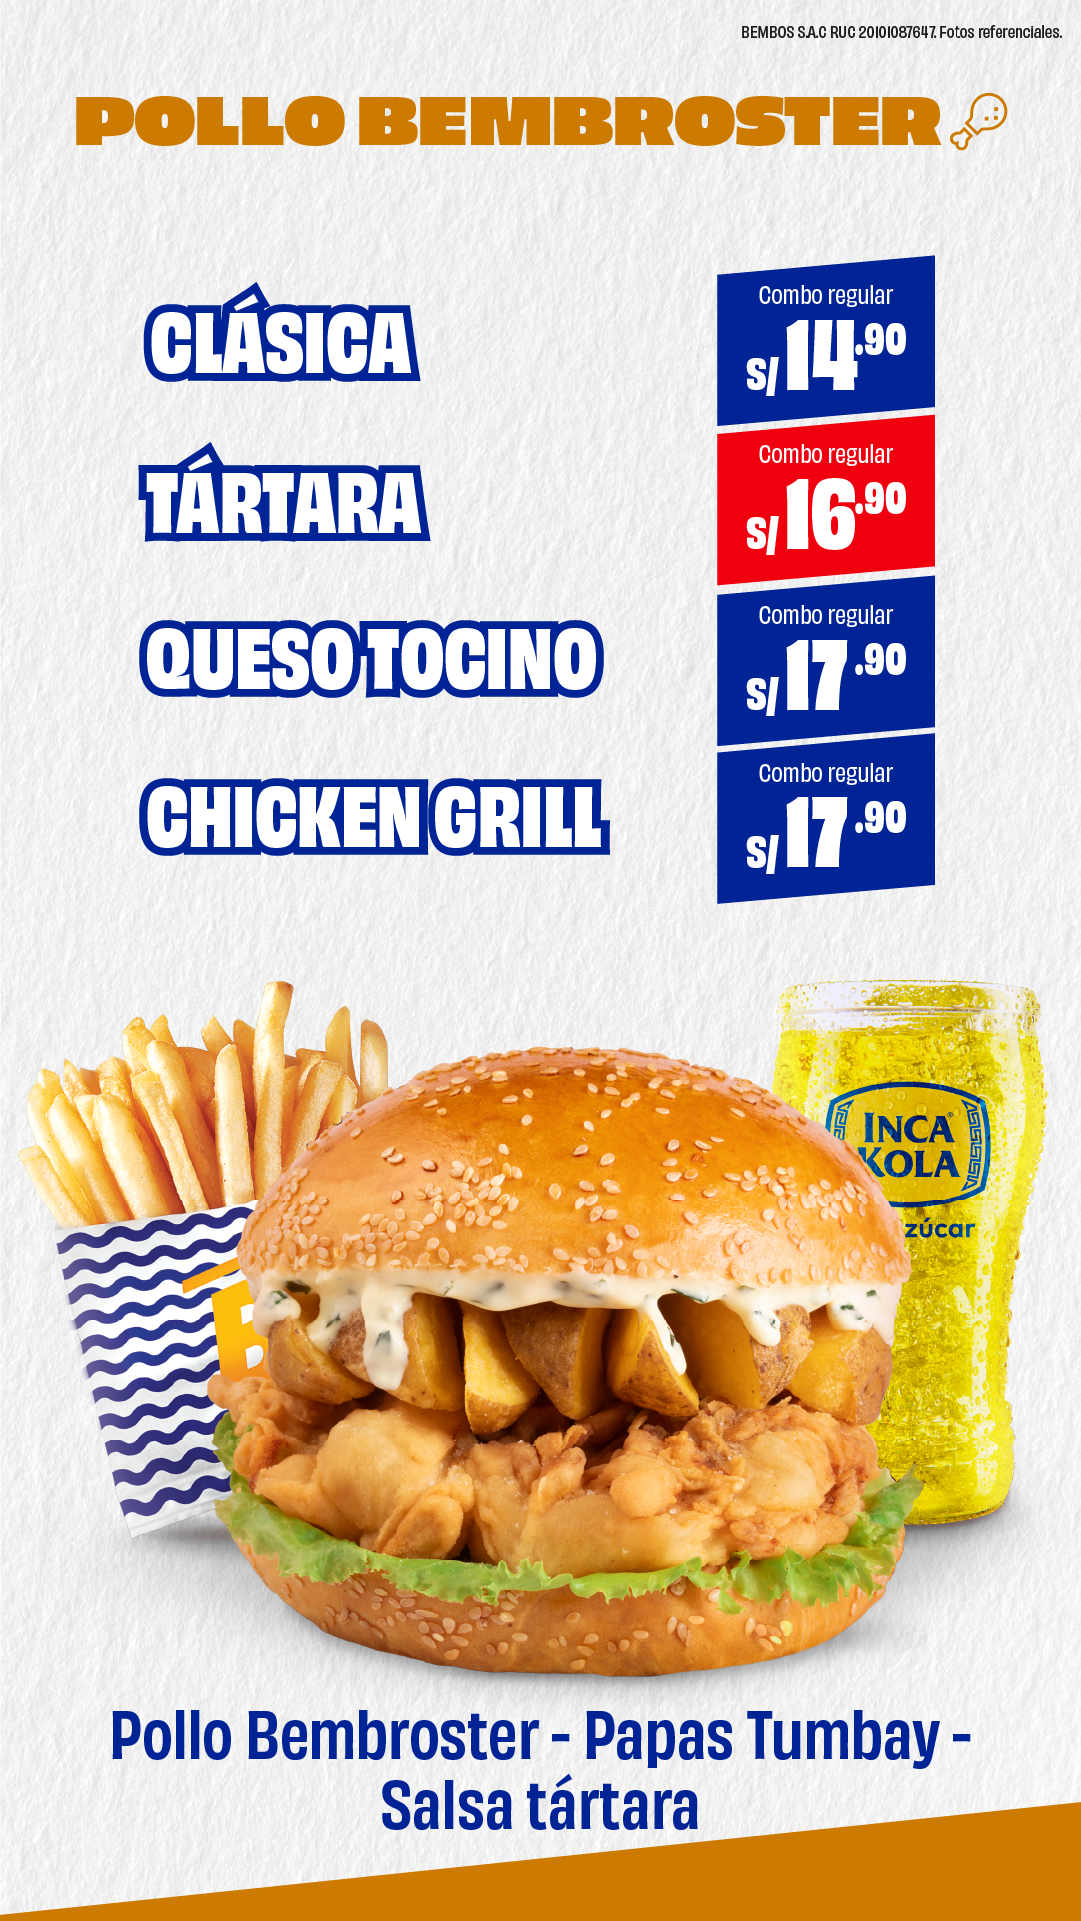 BEMBOS S.A.C RUC 20101087647. Fotos referenciales.
POLLO BEMBROSTER
CLÁSICA
Combo regular
S/ 14.90
TÁRTARA
Combo regular
S/ 16.90
QUESO TOCINO
Combo regular
S/ 17.90
CHICKEN GRILL
Combo regular
S/ 17.90
INCA
KOLA
zúcar
B
Pollo Bembroster - Papas Tumbay -
Salsa tártara